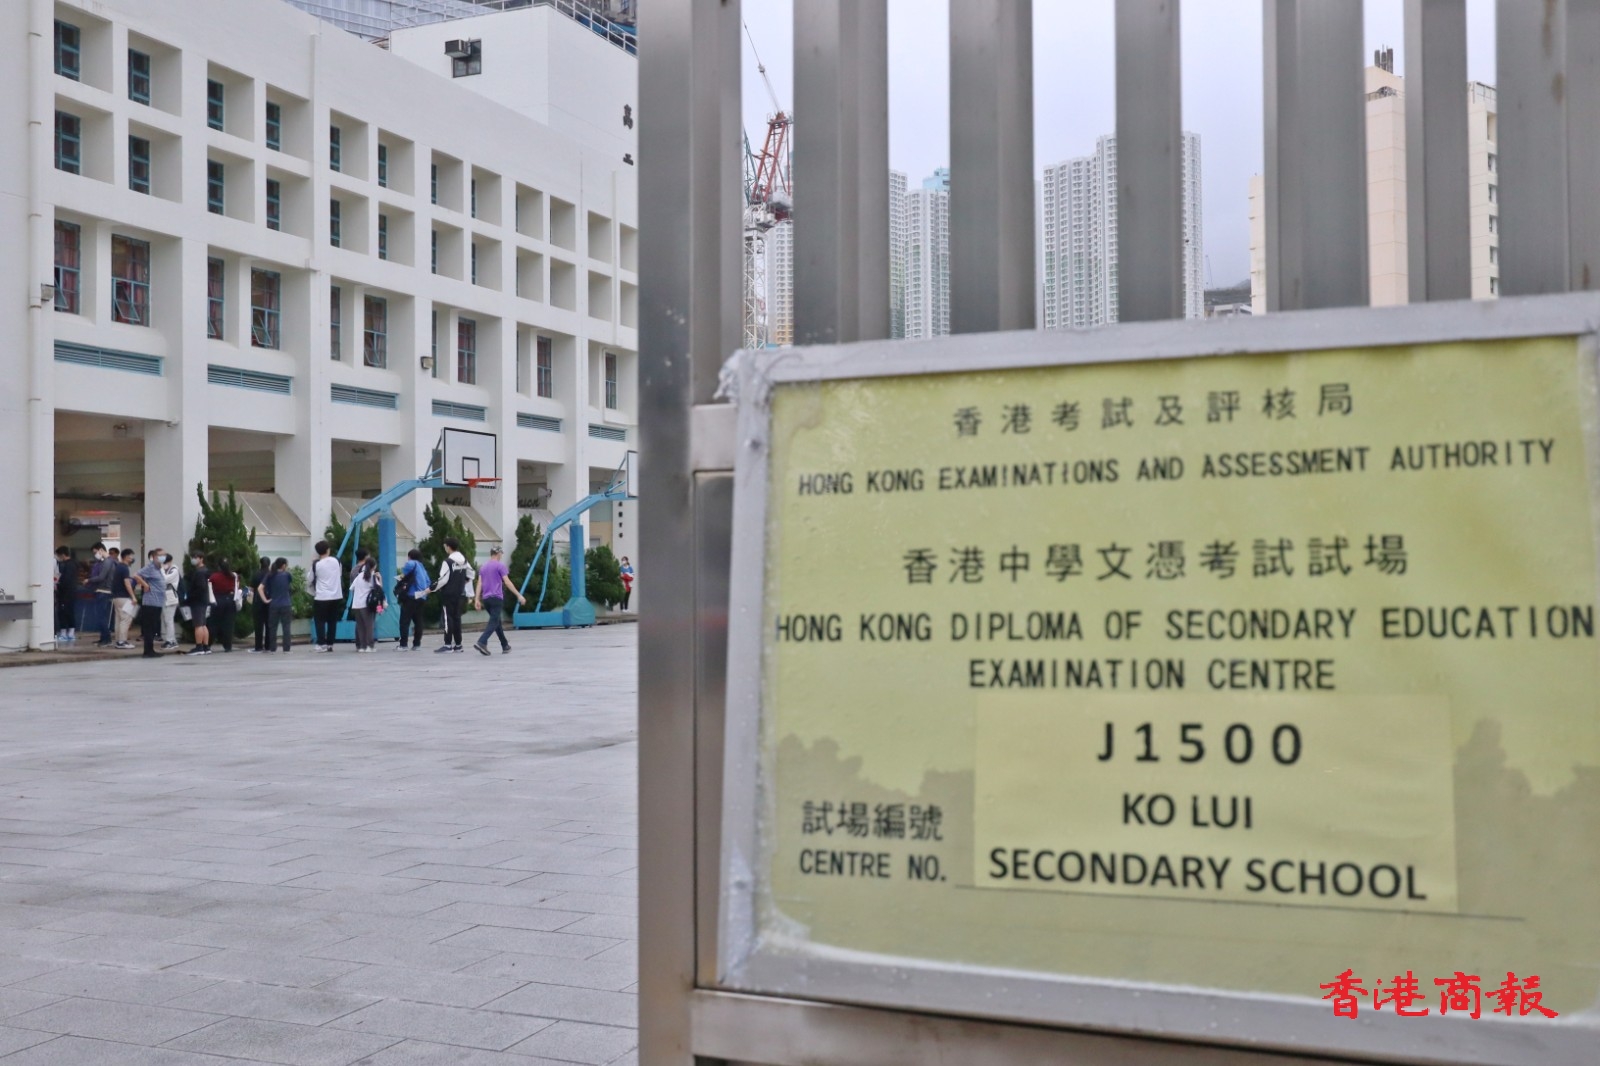 香港考試及評核局
HONG KONG EXAMINATIONS AND ASSESSMENT AUTHORITY
香港中學文憑考試試場
HONG KONG DIPLOMA OF SECONDARY EDUCATION
EXAMINATION CENTRE
J1500
KO LUI
SECONDARY SCHOOL
試場編號
CENTRE NO.
香港商報